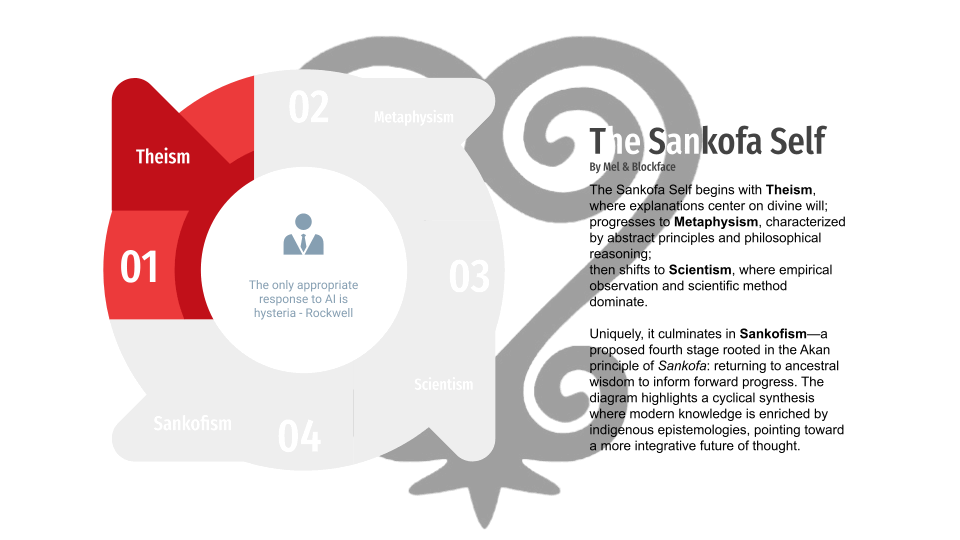 02
Metaphysism
Theism
01
03
Scientism
Sankofism
04
The only appropriate
response to AI is
hysteria - Rockwell
The Sankofa Self
By Mel & Blockface
The Sankofa Self begins with Theism,
where explanations center on divine will;
progresses to Metaphysism, characterized
by abstract principles and philosophical
reasoning;
then shifts to Scientism, where empirical
observation and scientific method
dominate.
Uniquely, it culminates in Sankofism—a
proposed fourth stage rooted in the Akan
principle of Sankofa: returning to ancestral
wisdom to inform forward progress. The
diagram highlights a cyclical synthesis
where modern knowledge is enriched by
indigenous epistemologies, pointing toward
a more integrative future of thought.